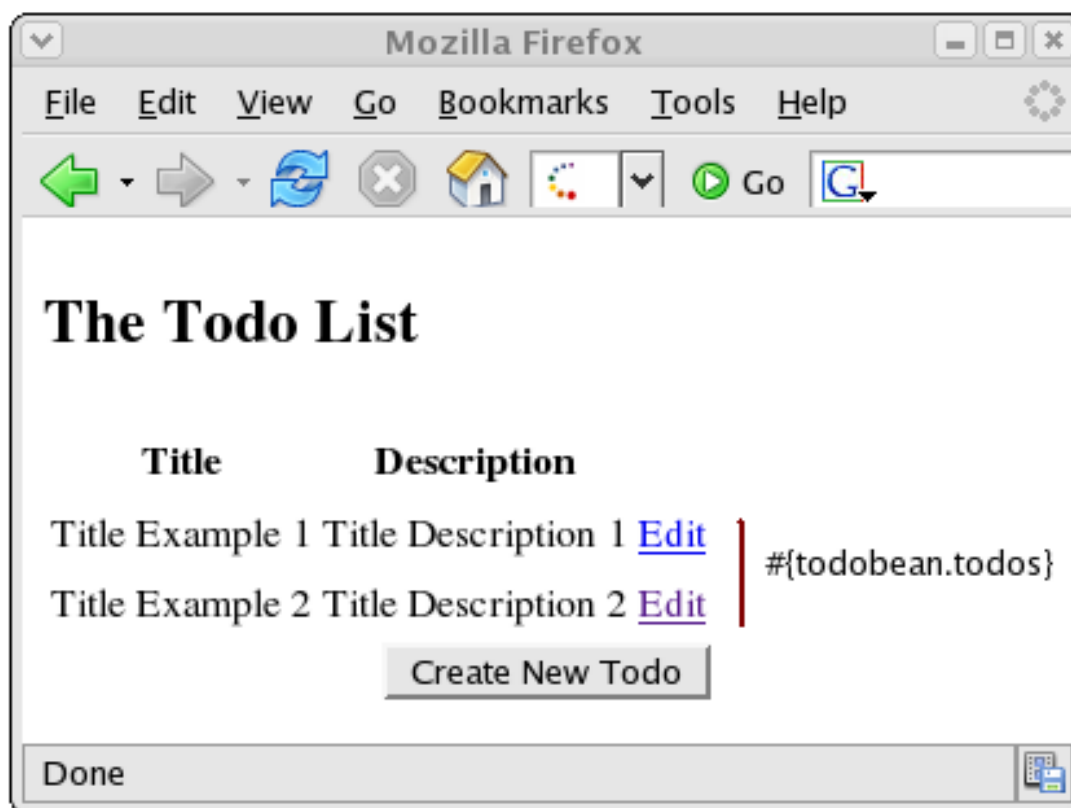 Mozilla Firefox
File Edit View Go Bookmarks Tools Help
Go G
The Todo List
Title Description
Title Example 1 Title Description 1 Edit
#{todobean.todos}
Title Example 2 Title Description 2 Edit
Create New Todo
Done